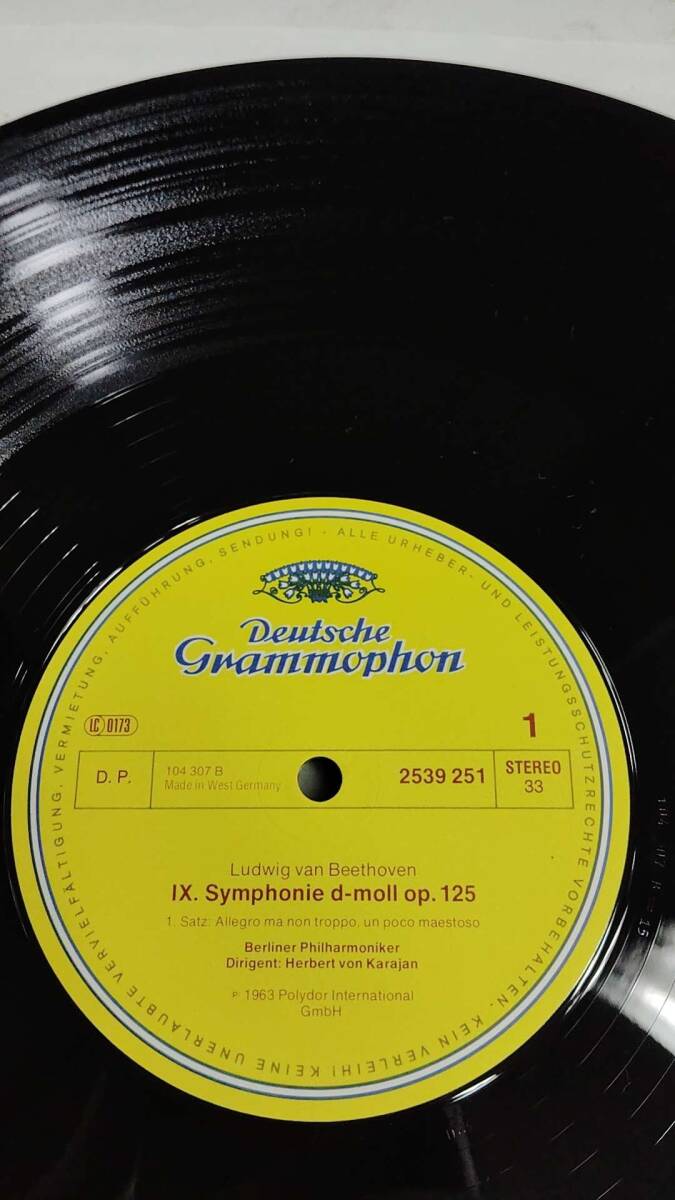 KEINE UNERLAUBTE VERVIELFÄLTIGUNG, VERMIETUNG, AUFFÜHRUNG, SENDUNG! - ALLE URHEBER- UND LEISTUNGSSCHUTZRECHTE VORBEHALTEN. KEIN VERLEIH!
Deutsche
Grammophon
LC 0173
1
D. P.
104 307 B
Made in West Germany
2539 251
STEREO
33
Ludwig van Beethoven
IX. Symphonie d-moll op. 125
1. Satz: Allegro ma non troppo, un poco maestoso
Berliner Philharmoniker
Dirigent: Herbert von Karajan
℗ 1963 Polydor International
GmbH